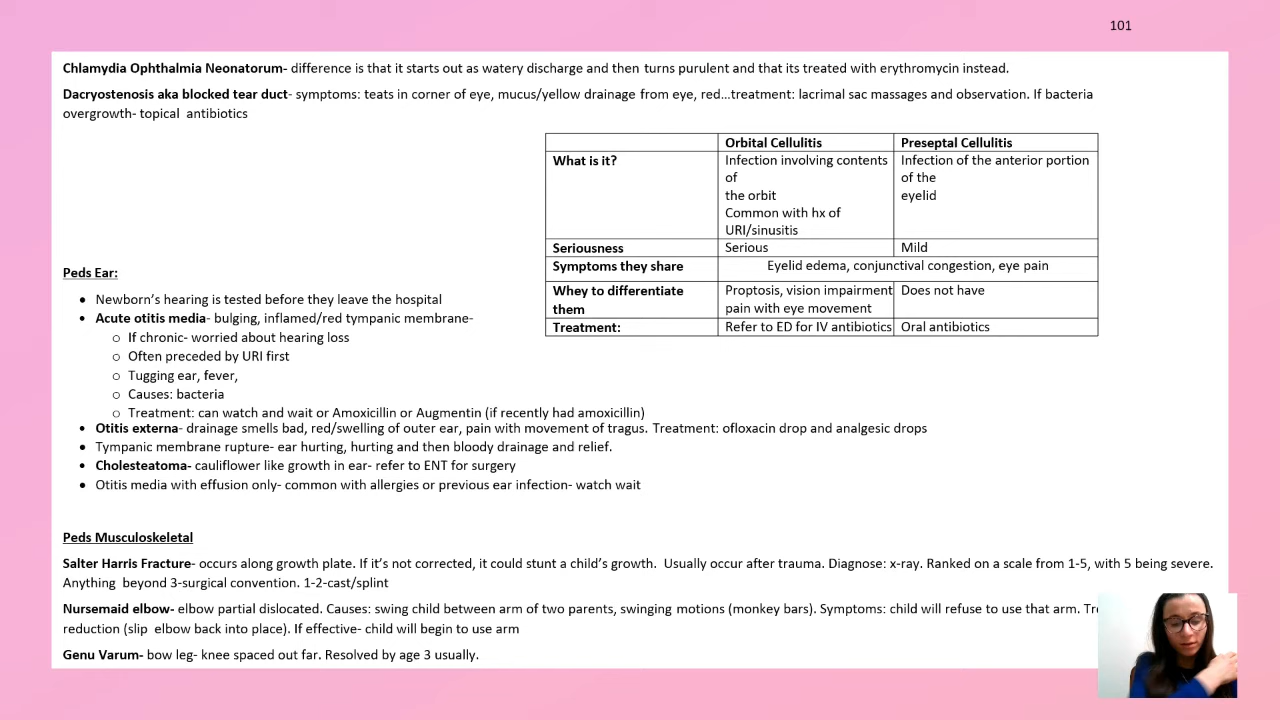 101
Chlamydia Ophthalmia Neonatorum- difference is that it starts out as watery discharge and then turns purulent and that its treated with erythromycin instead.
Dacryostenosis aka blocked tear duct- symptoms: teats in corner of eye, mucus/yellow drainage from eye, red...treatment: lacrimal sac massages and observation. If bacteria
overgrowth- topical antibiotics
Orbital Cellulitis Preseptal Cellulitis
What is it? Infection involving contents Infection of the anterior portion
of of the
the orbit eyelid
Common with hx of
URI/sinusitis
Seriousness Serious Mild
Symptoms they share Eyelid edema, conjunctival congestion, eye pain
Whey to differentiate Proptosis, vision impairment Does not have
them pain with eye movement
Treatment: Refer to ED for IV antibiotics Oral antibiotics
Peds Ear:
• Newborn's hearing is tested before they leave the hospital
• Acute otitis media- bulging, inflamed/red tympanic membrane-
o If chronic- worried about hearing loss
o Often preceded by URI first
o Tugging ear, fever,
o Causes: bacteria
o Treatment: can watch and wait or Amoxicillin or Augmentin (if recently had amoxicillin)
• Otitis externa- drainage smells bad, red/swelling of outer ear, pain with movement of tragus. Treatment: ofloxacin drop and analgesic drops
• Tympanic membrane rupture- ear hurting, hurting and then bloody drainage and relief.
• Cholesteatoma- cauliflower like growth in ear- refer to ENT for surgery
• Otitis media with effusion only- common with allergies or previous ear infection- watch wait
Peds Musculoskeletal
Salter Harris Fracture- occurs along growth plate. If it's not corrected, it could stunt a child's growth. Usually occur after trauma. Diagnose: x-ray. Ranked on a scale from 1-5, with 5 being severe.
Anything beyond 3-surgical convention. 1-2-cast/splint
Nursemaid elbow- elbow partial dislocated. Causes: swing child between arm of two parents, swinging motions (monkey bars). Symptoms: child will refuse to use that arm.
reduction (slip elbow back into place). If effective- child will begin to use arm
Genu Varum- bow leg- knee spaced out far. Resolved by age 3 usually.